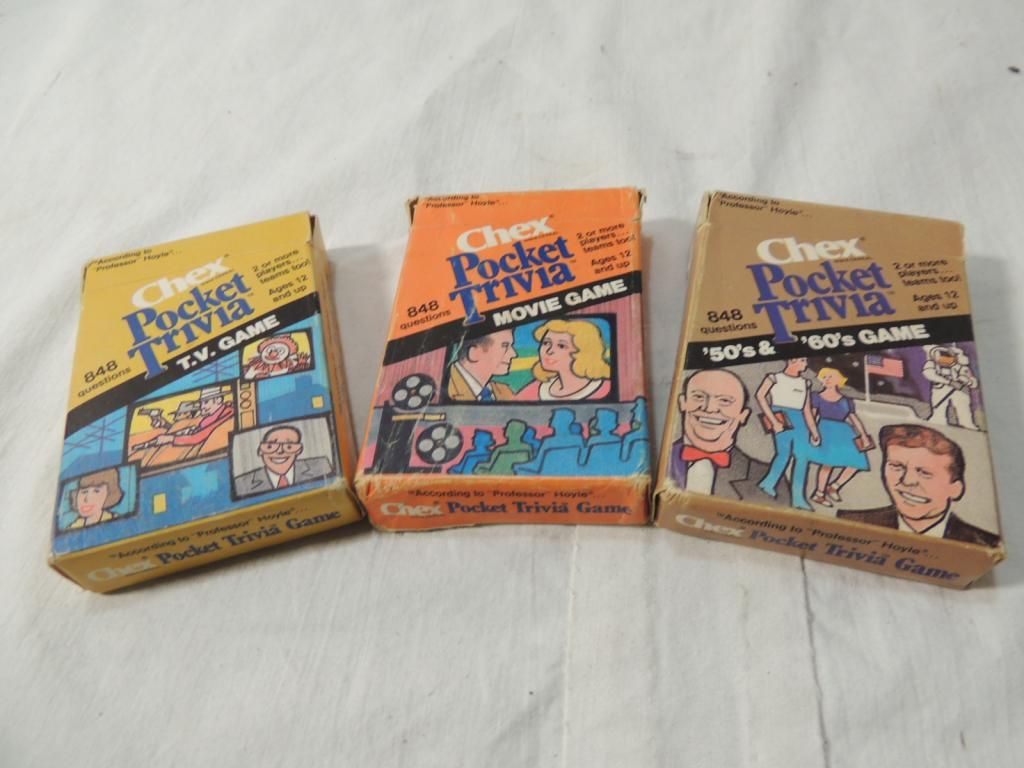 "According to
"Professor" Hoyle"...
Chex
Pocket
Trivia™
2 or more
players...
teams too!
Ages 12
and up
848
questions
T.V. GAME
"According to "Professor" Hoyle"...
Chex Pocket Trivia Game
"According to
"Professor" Hoyle"...
Chex®
Pocket
Trivia™
2 or more
players...
teams too!
Ages 12
and up
848
questions
MOVIE GAME
"According to "Professor" Hoyle"...
Chex Pocket Trivia Game
"According to
"Professor" Hoyle"...
Chex®
Pocket
Trivia™
2 or more
players...
teams too!
Ages 12
and up
848
questions
'50's & '60's GAME
"According to "Professor" Hoyle"...
Chex Pocket Trivia Game